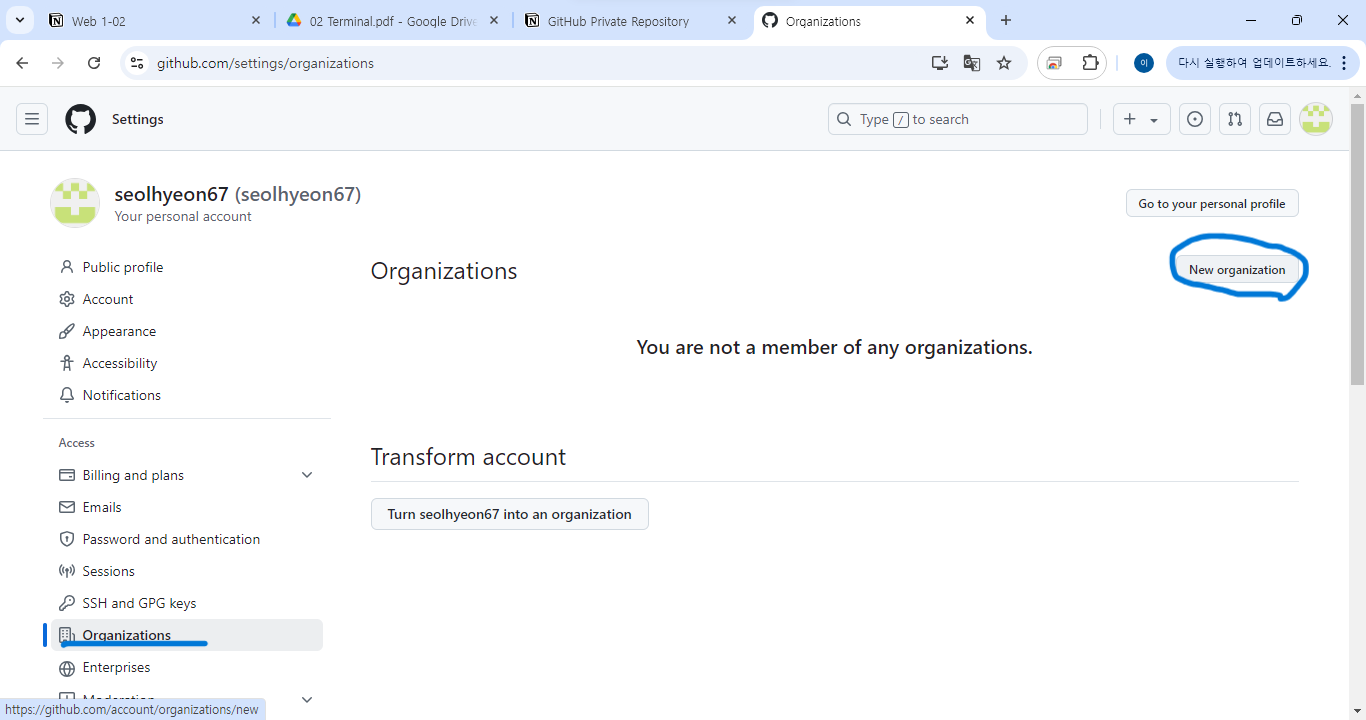 Web 1-02
02 Terminal.pdf - Google Drive
GitHub Private Repository
Organizations
github.com/settings/organizations
이
다시 실행하여 업데이트하세요.
Settings
Type / to search
seolhyeon67 (seolhyeon67)
Your personal account
Go to your personal profile
Public profile
Account
Appearance
Accessibility
Notifications
Access
Billing and plans
Emails
Password and authentication
Sessions
SSH and GPG keys
Organizations
Enterprises
Moderation
Organizations
New organization
You are not a member of any organizations.
Transform account
Turn seolhyeon67 into an organization
https://github.com/account/organizations/new